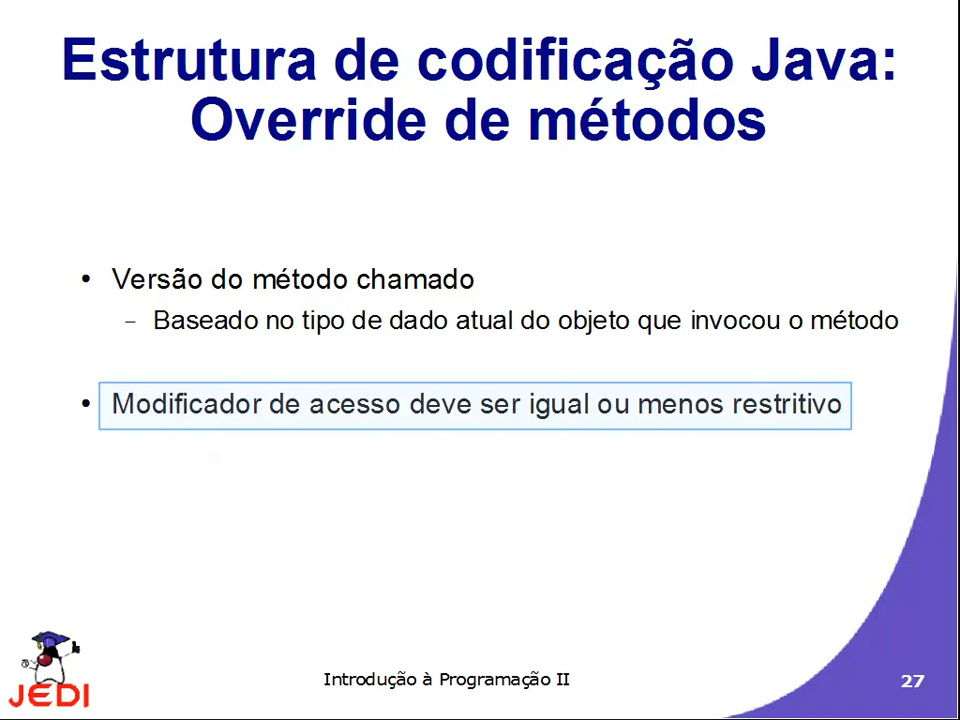 Estrutura de codificação Java:
Override de métodos
• Versão do método chamado
– Baseado no tipo de dado atual do objeto que invocou o método
• Modificador de acesso deve ser igual ou menos restritivo
JEDI
Introdução à Programação II
27